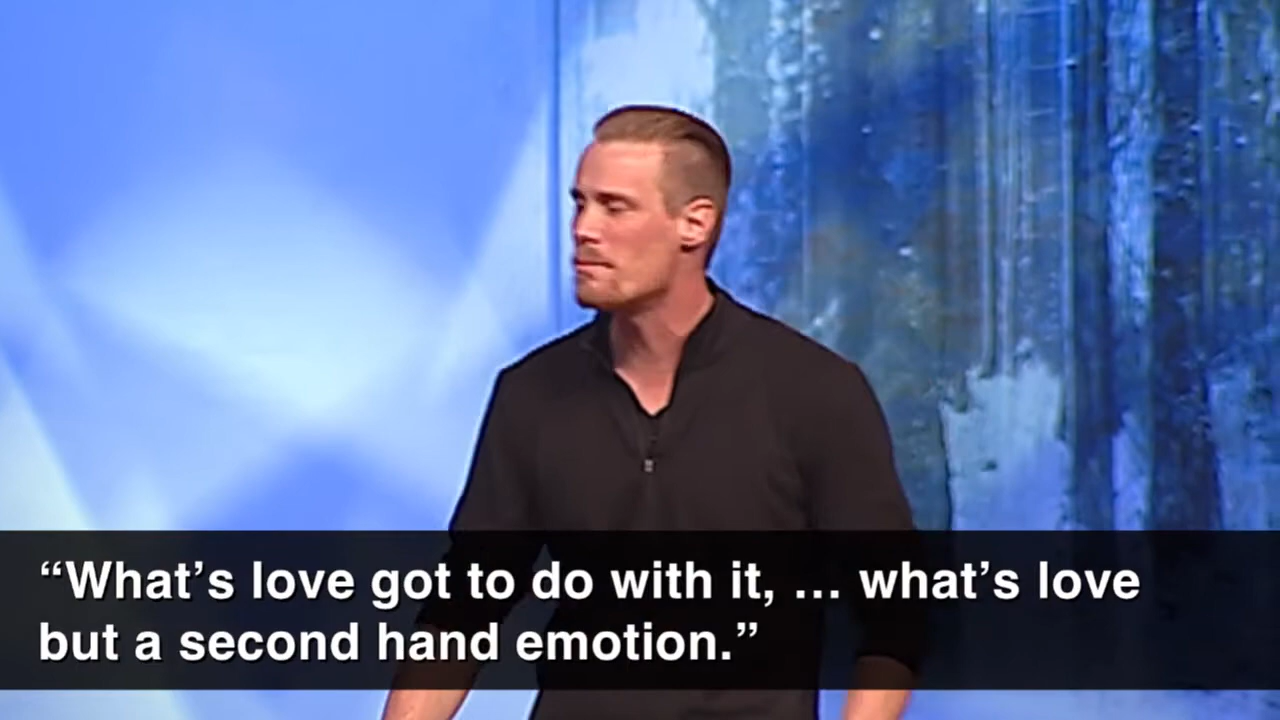 “What’s love got to do with it, ... what’s love
but a second hand emotion.”